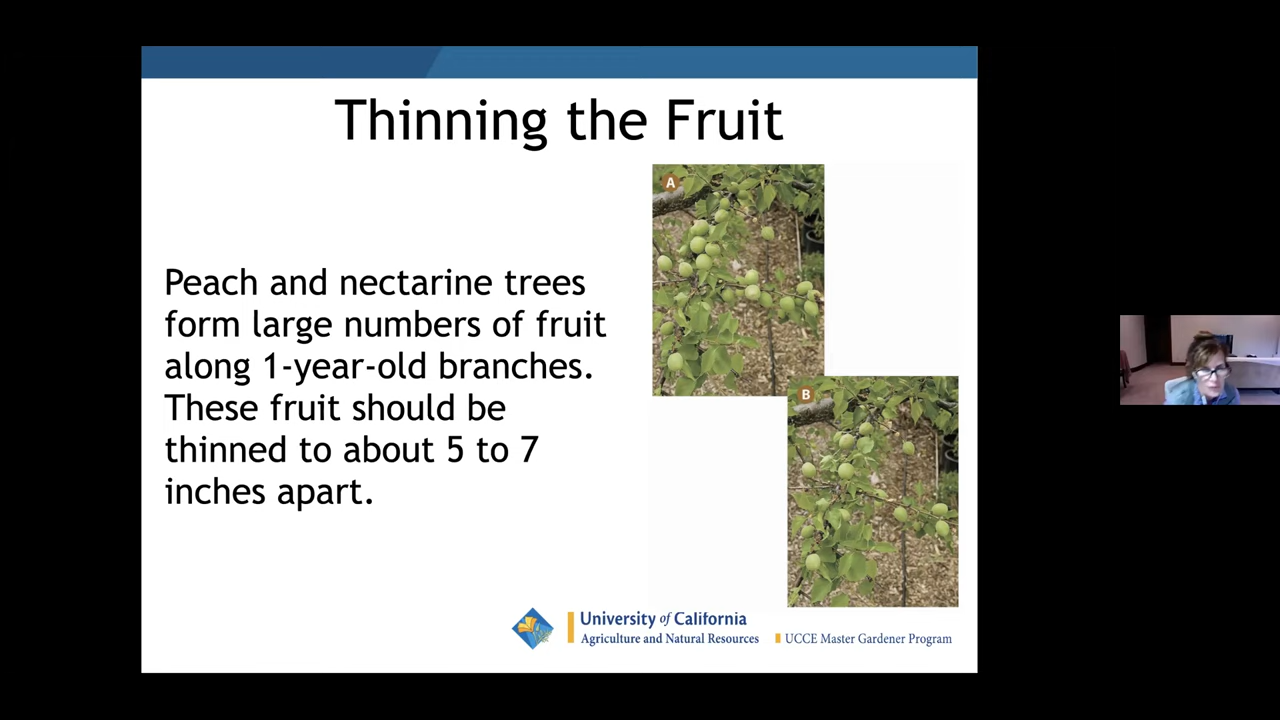 Thinning the Fruit
A
Peach and nectarine trees
form large numbers of fruit
along 1-year-old branches.
These fruit should be
thinned to about 5 to 7
inches apart.
B
University of California
Agriculture and Natural Resources
UCCE Master Gardener Program